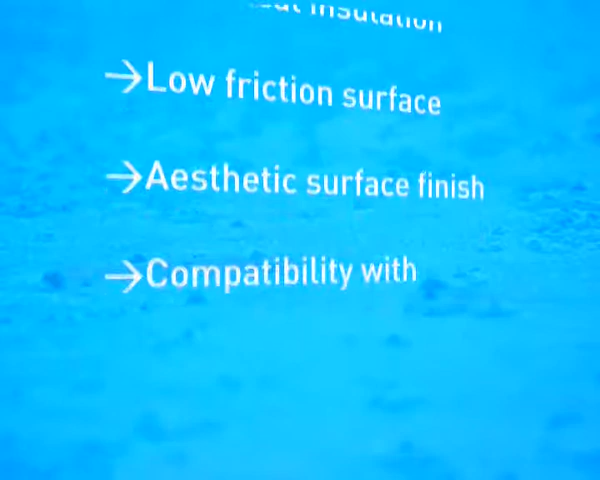 insulation
→Low friction surface
→Aesthetic surface finish
→Compatibility with